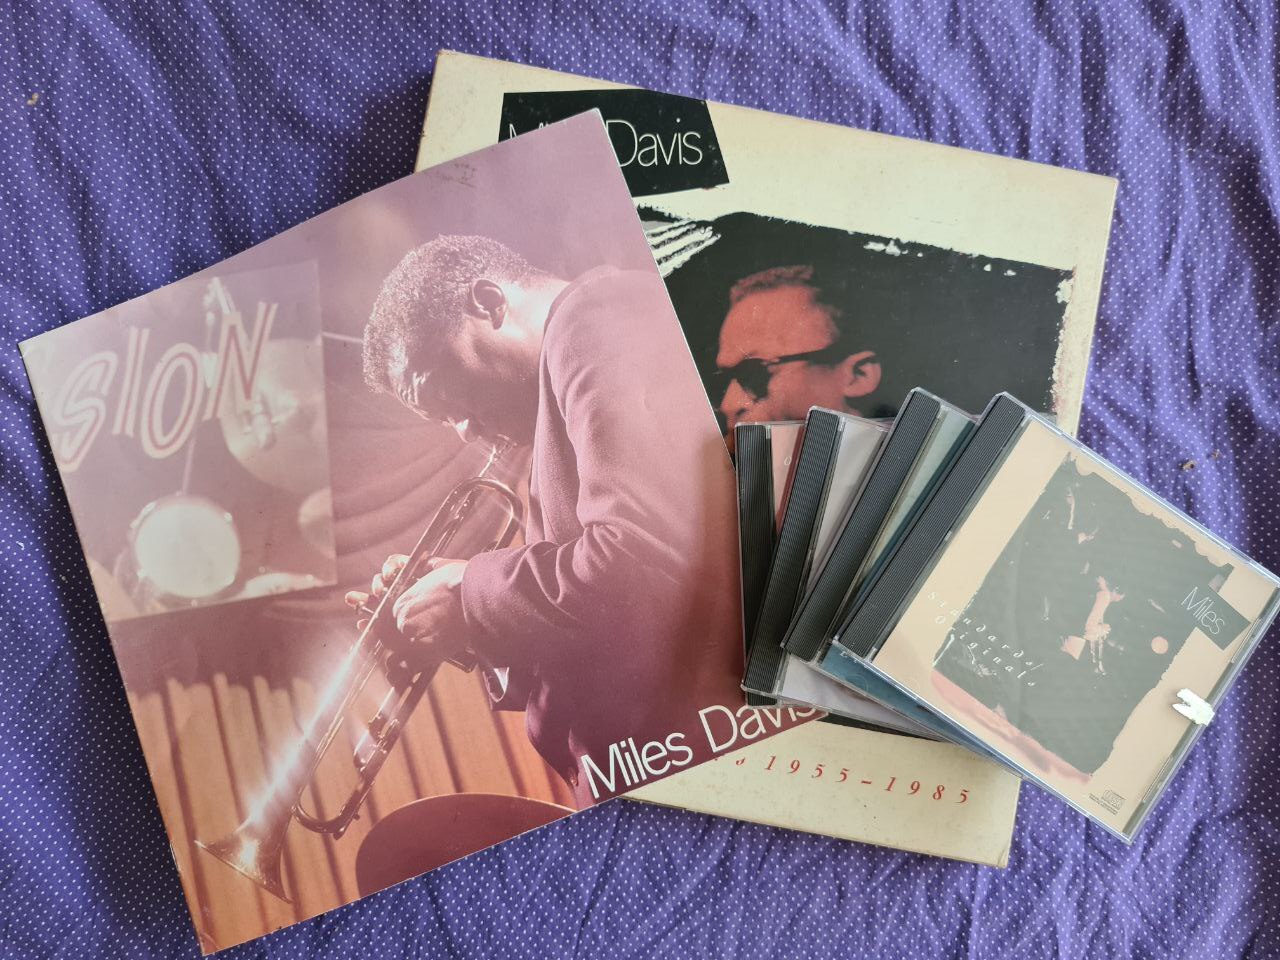 Davis
SION
Miles Davis
1955-1985
Miles
Standards/
Originals